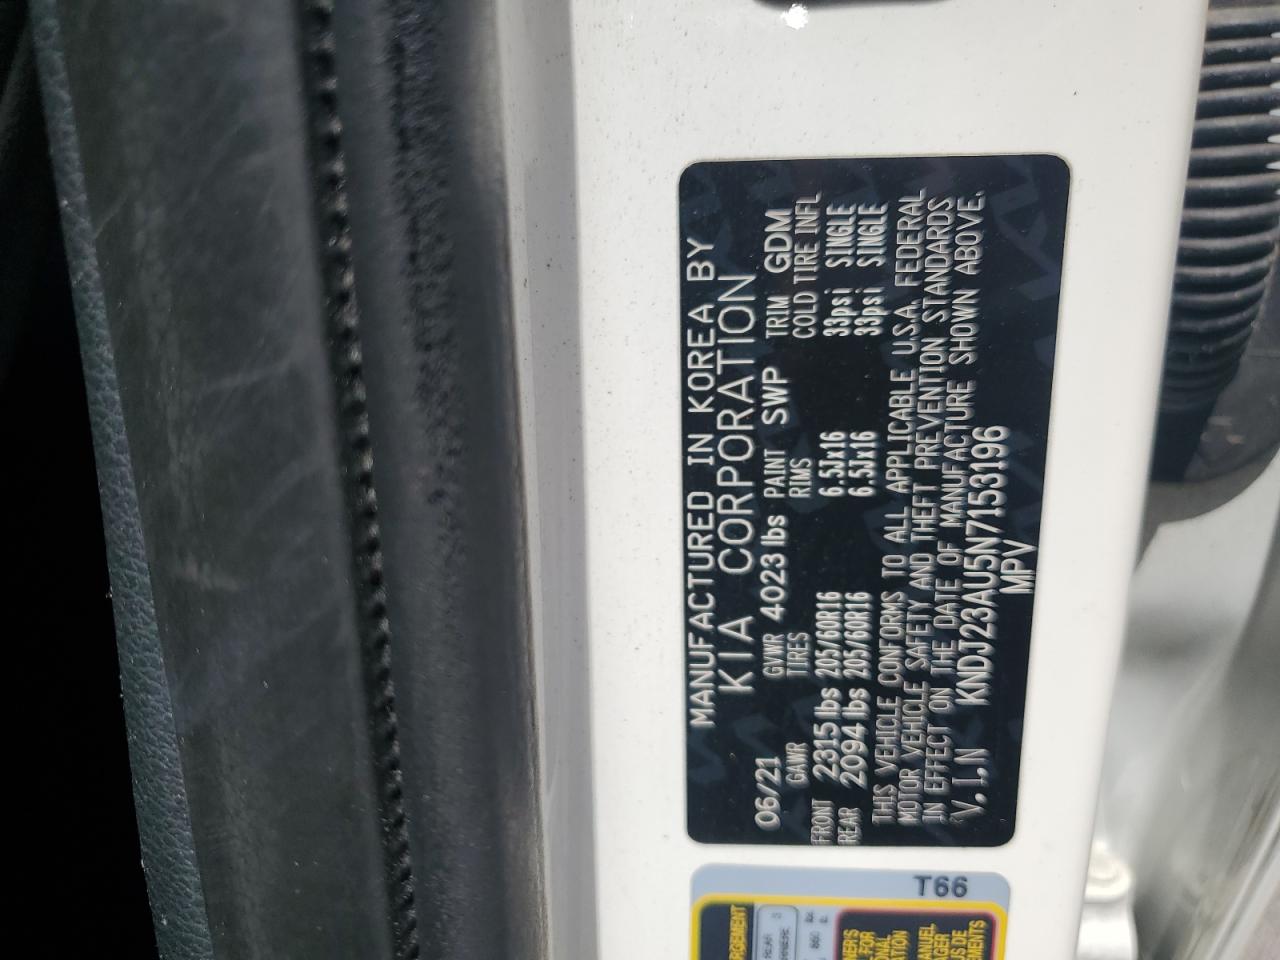 MANUFACTURED IN KOREA BY
KIA CORPORATION
06/21 GVWR 4023 lbs PAINT SWP TRIM GDM
GAWR TIRES RIMS COLD TIRE INFL
FRONT 2315 lbs 205/60R16 6.5Jx16 33psi SINGLE
REAR 2094 lbs 205/60R16 6.5Jx16 33psi SINGLE
THIS VEHICLE CONFORMS TO ALL APPLICABLE U.S.A. FEDERAL
MOTOR VEHICLE SAFETY AND THEFT PREVENTION STANDARDS
IN EFFECT ON THE DATE OF MANUFACTURE SHOWN ABOVE.
V.I.N KNDJ23AU5N7153196
MPV
T66